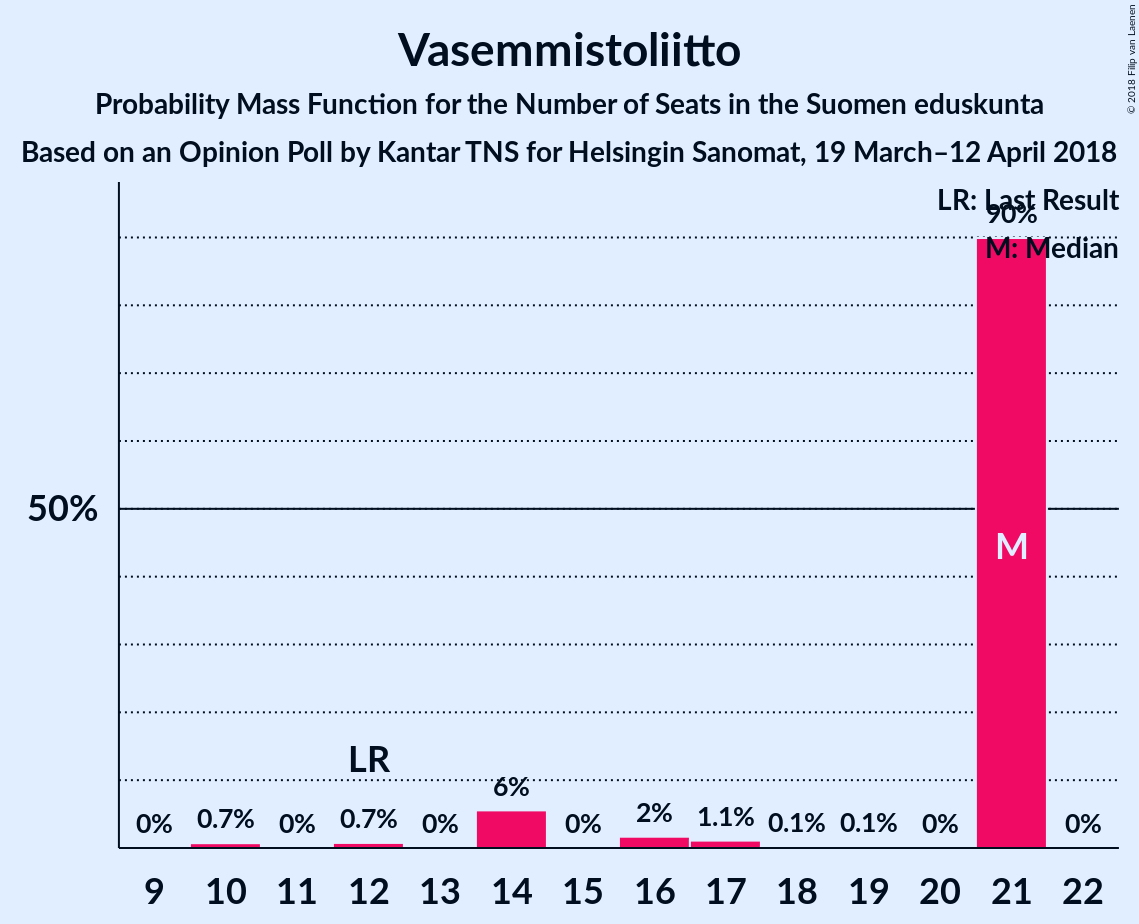 Vasemmistoliitto
Probability Mass Function for the Number of Seats in the Suomen eduskunta
Based on an Opinion Poll by Kantar TNS for Helsingin Sanomat, 19 March–12 April 2018
© 2018 Filip van Laenen
LR: Last Result
90%
M: Median
50%
M
LR
0% 0.7% 0% 0.7% 0% 6% 0% 2% 1.1% 0.1% 0.1% 0% 0%
9 10 11 12 13 14 15 16 17 18 19 20 21 22